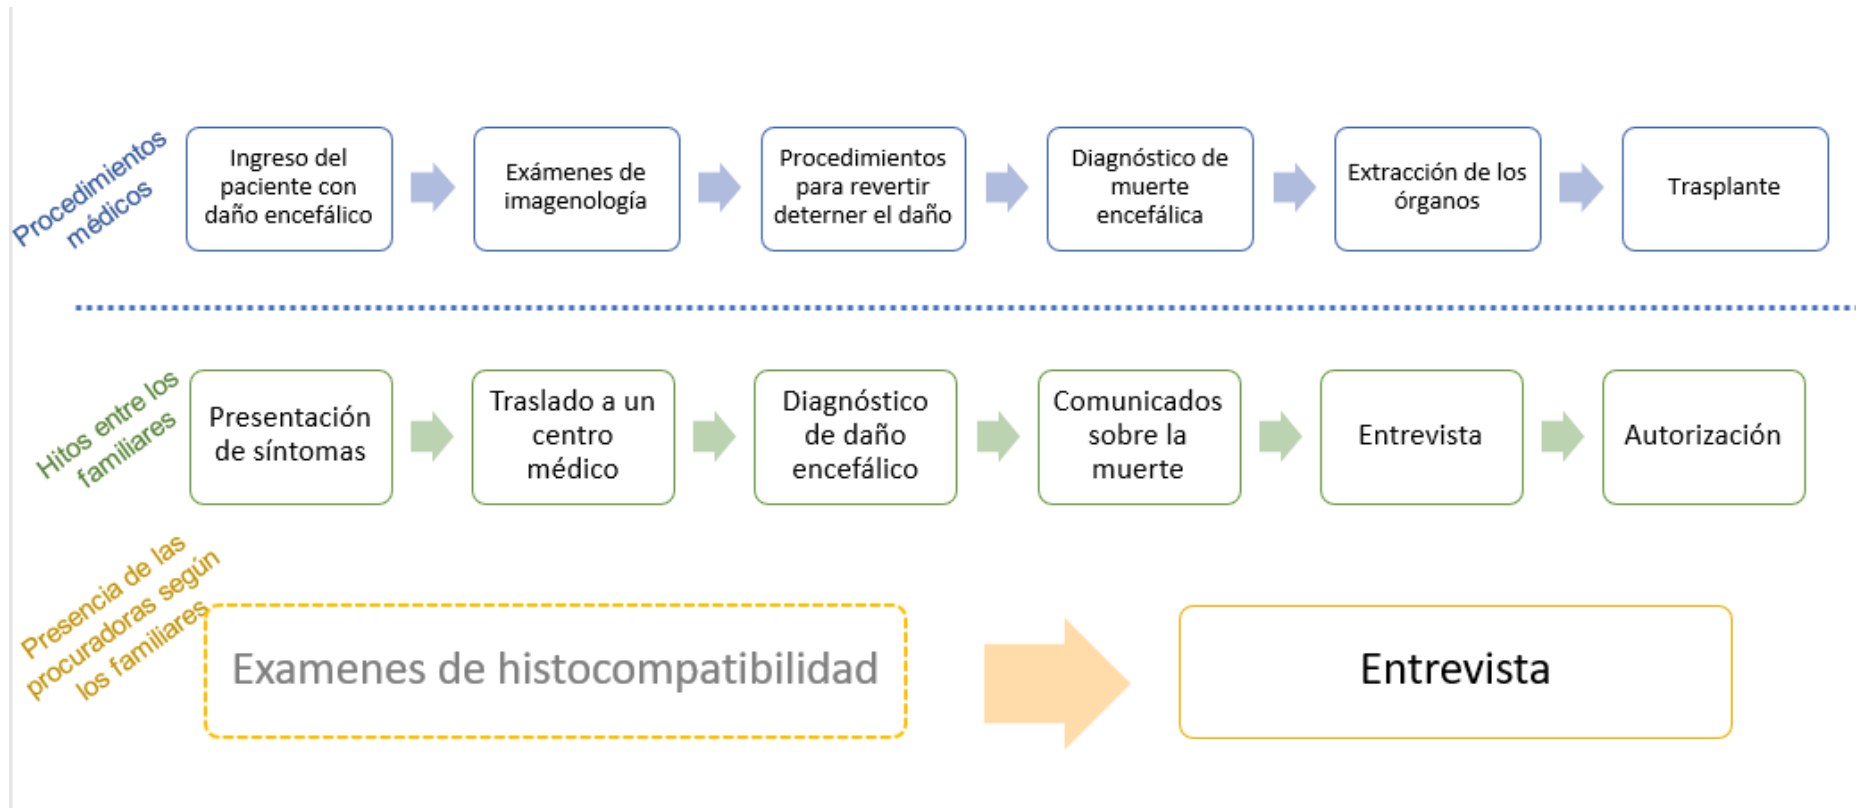 Procedimientos
médicos
Ingreso del
paciente con
daño encefálico
Exámenes de
imagenología
Procedimientos
para revertir
deterner el daño
Diagnóstico de
muerte
encefálica
Extracción de los
órganos
Trasplante
Hitos entre los
familiares
Presentación
de síntomas
Traslado a un
centro
médico
Diagnóstico
de daño
encefálico
Comunicados
sobre la
muerte
Entrevista
Autorización
Presencia de las
procuradoras según
los familiares
Examenes de histocompatibilidad
Entrevista